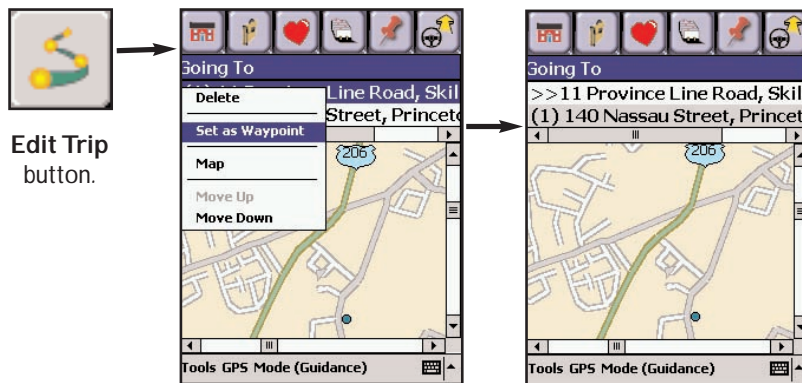 Edit Trip
button.
Going To
Line Road, Skil
Street, Princeto
Delete
Set as Waypoint
Map
Move Up
Move Down
206
Tools GPS Mode (Guidance)
Going To
>>11 Province Line Road, Skil
(1) 140 Nassau Street, Princet
206
Tools GPS Mode (Guidance)